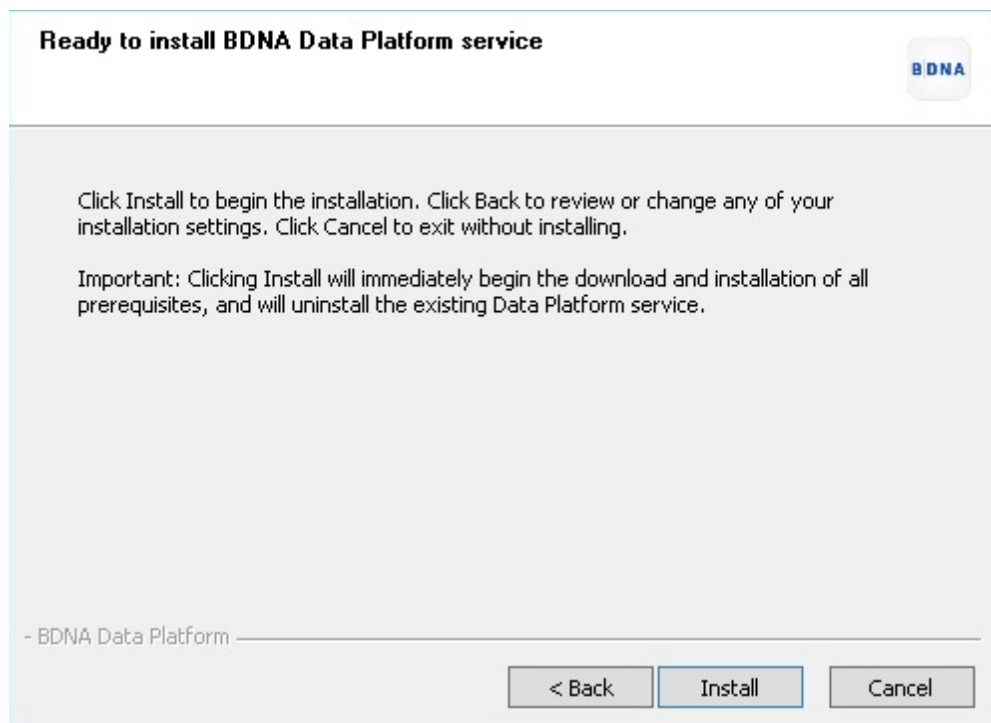 Ready to install BDNA Data Platform service
BDNA
Click Install to begin the installation. Click Back to review or change any of your
installation settings. Click Cancel to exit without installing.
Important: Clicking Install will immediately begin the download and installation of all
prerequisites, and will uninstall the existing Data Platform service.
- BDNA Data Platform
< Back
Install
Cancel